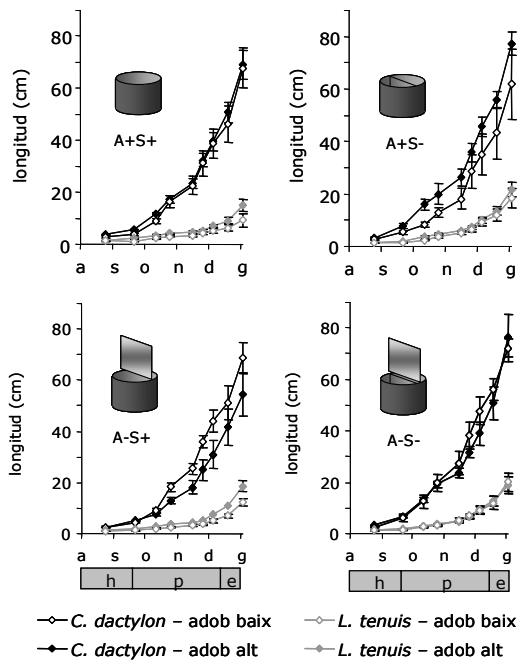 longitud (cm)
80
60
40
20
0
A+S+
a s o n d g
longitud (cm)
80
60
40
20
0
A+S-
a s o n d g
longitud (cm)
80
60
40
20
0
A-S+
a s o n d g
h p e
longitud (cm)
80
60
40
20
0
A-S-
a s o n d g
h p e
C. dactylon – adob baix
L. tenuis – adob baix
C. dactylon – adob alt
L. tenuis – adob alt